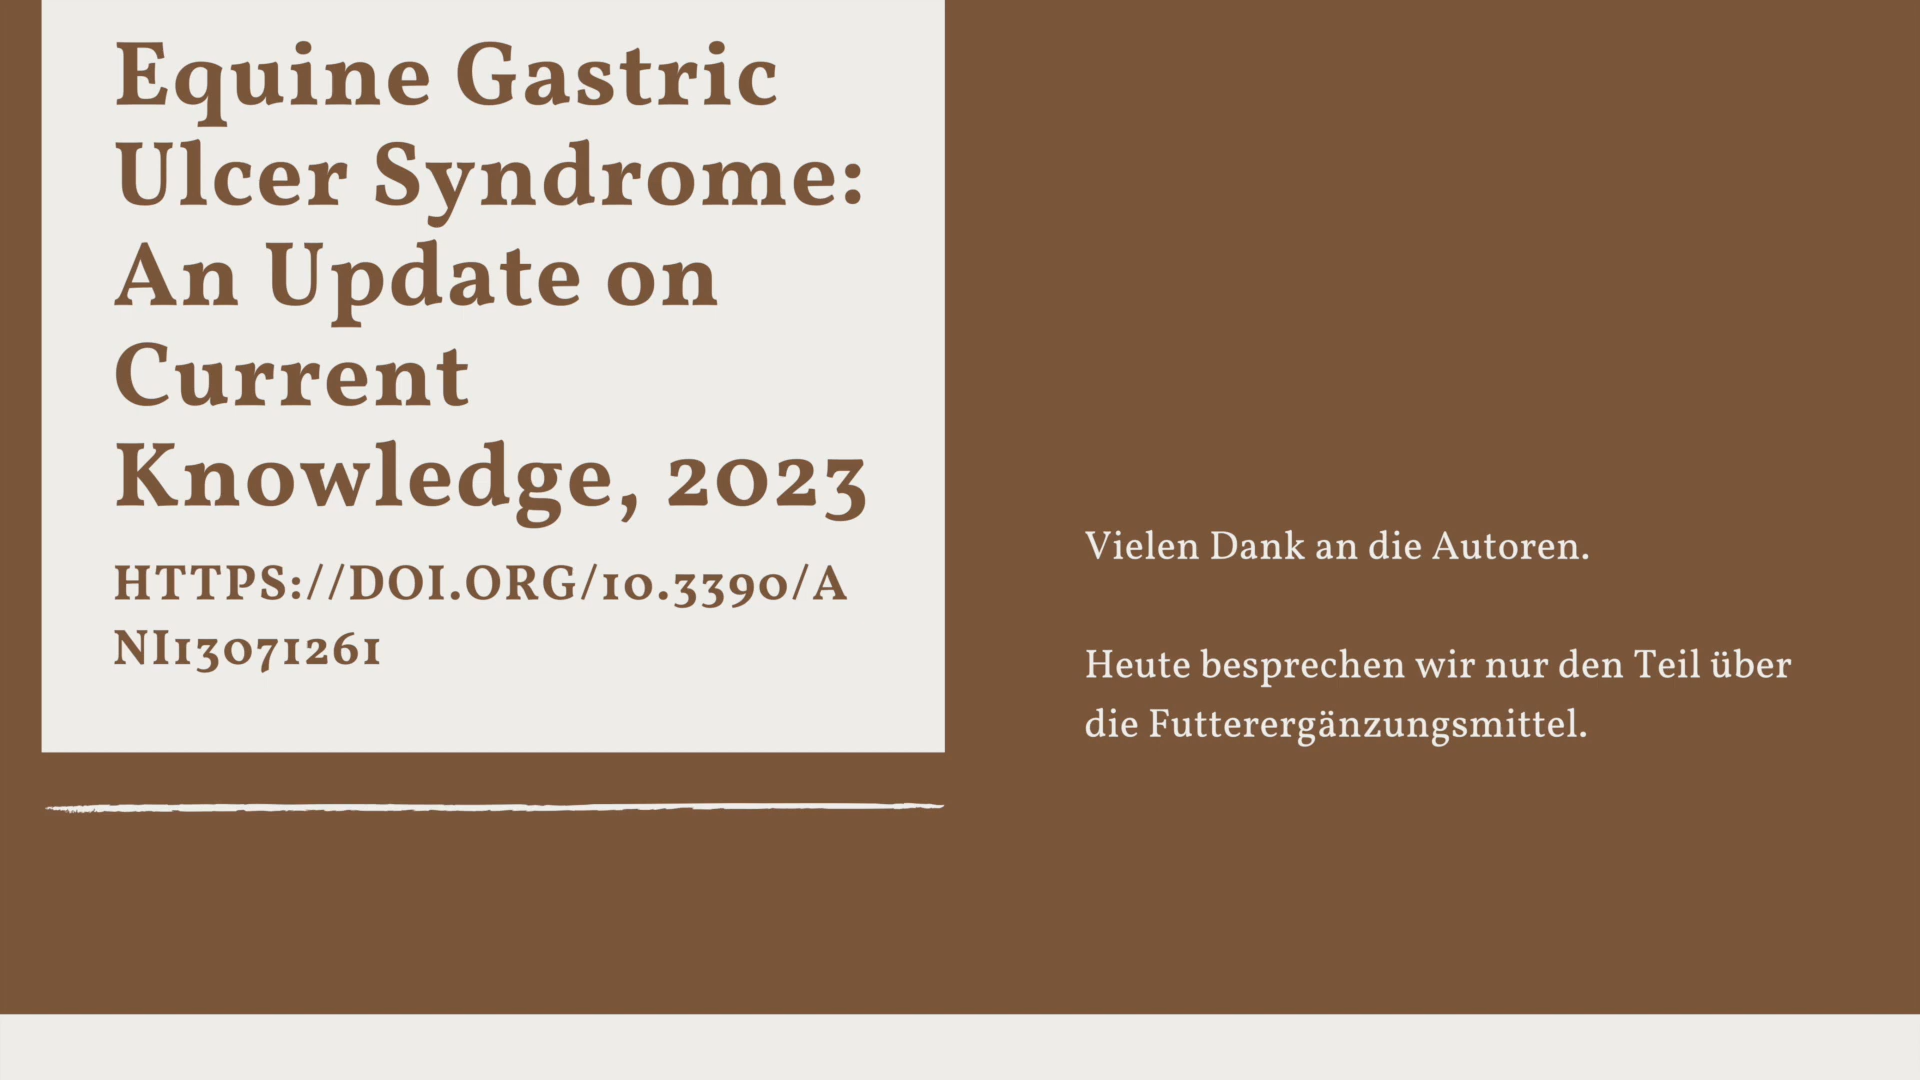 Equine Gastric
Ulcer Syndrome:
An Update on
Current
Knowledge, 2023
HTTPS://DOI.ORG/10.3390/A
NI13071261
Vielen Dank an die Autoren.
Heute besprechen wir nur den Teil über
die Futterergänzungsmittel.